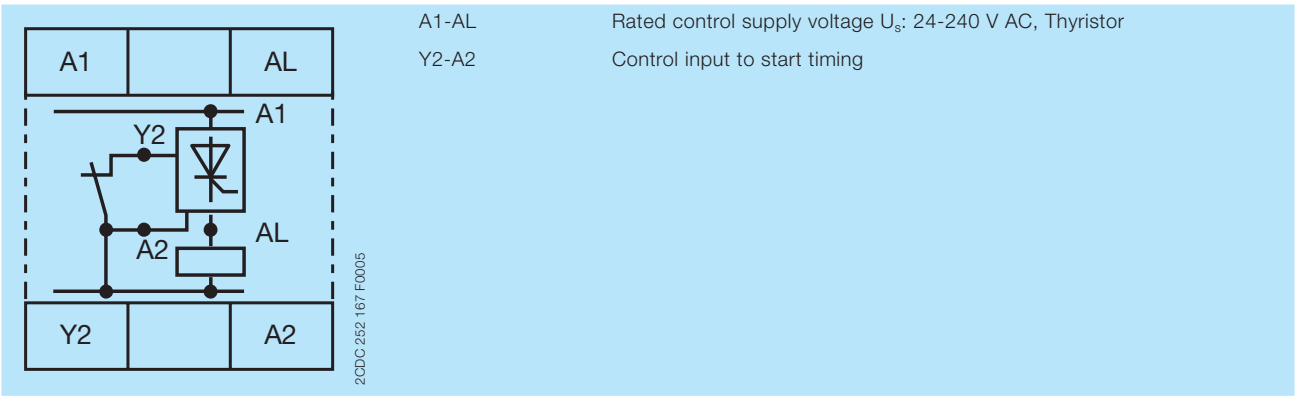 A1 AL
A1-AL Rated control supply voltage Us: 24-240 V AC, Thyristor
Y2-A2 Control input to start timing
A1
Y2
AL
A2
Y2 A2
2CDC 252 167 F0005